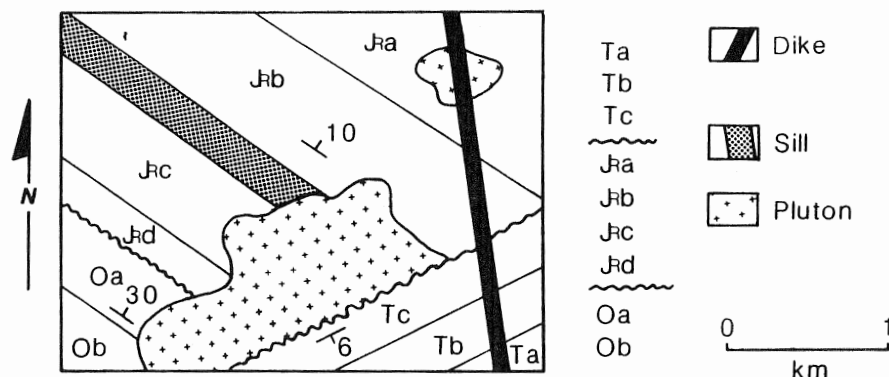 JRa
JRb
10
JRc
N
JRd
Oa
30
Ob
6
Tc
Tb
Ta
Ta
Tb
Tc
JRa
JRb
JRc
JRd
Oa
Ob
Dike
Sill
Pluton
0 1
km